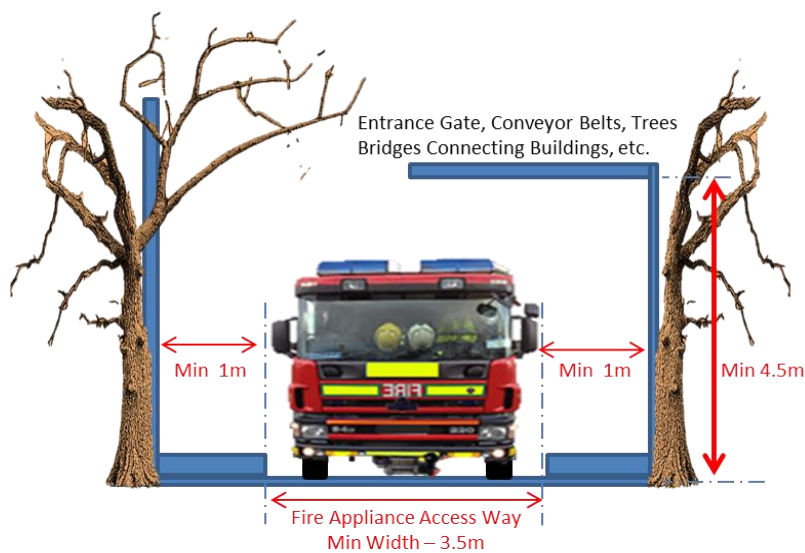 Entrance Gate, Conveyor Belts, Trees
Bridges Connecting Buildings, etc.
Min 1m
Min 1m
Min 4.5m
FIRE
Fire Appliance Access Way
Min Width – 3.5m